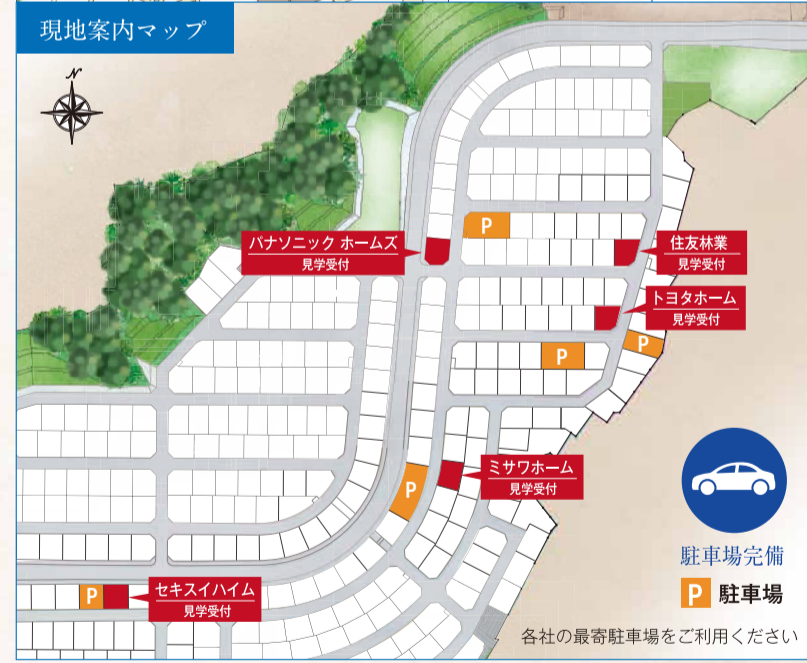 現地案内マップ
N
P
パナソニック ホームズ
見学受付
住友林業
見学受付
トヨタホーム
見学受付
P
P
ミサワホーム
見学受付
P
P
セキスイハイム
見学受付
駐車場完備
P 駐車場
各社の最寄駐車場をご利用ください